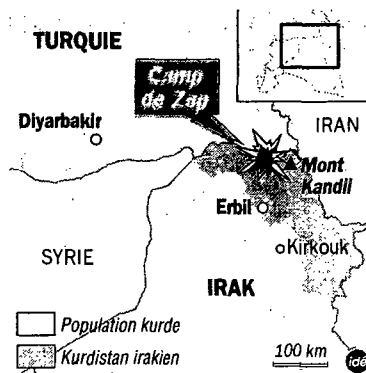 TURQUIE
Camp
de Zap
Diyarbakir
IRAN
Mont
Kandil
Erbil
Kirkouk
SYRIE
IRAK
Population kurde
Kurdistan irakien
100 km
idé